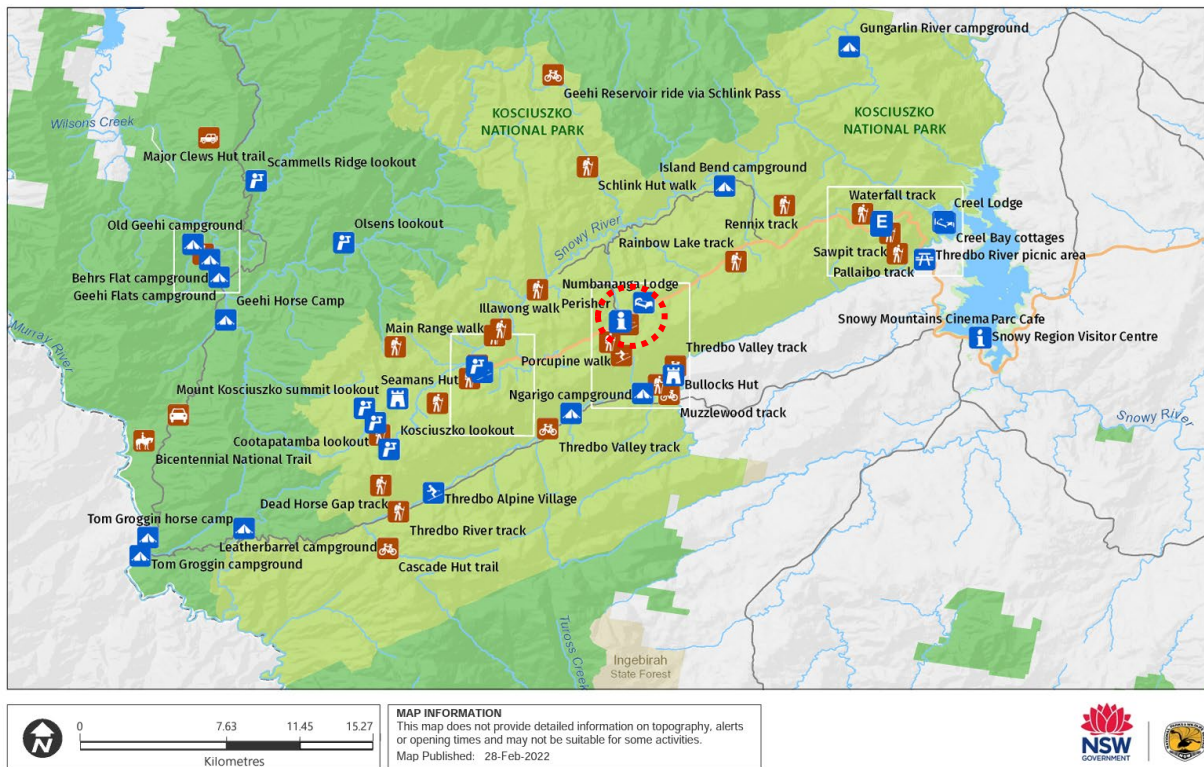 Gungarlin River campground
Geehi Reservoir ride via Schlink Pass
KOSCIUSZKO
NATIONAL PARK
KOSCIUSZKO
NATIONAL PARK
Wilsons Creek
Major Clews Hut trail
Scammells Ridge lookout
Island Bend campground
Schlink Hut walk
Waterfall track
Creel Lodge
Old Geehi campground
Olsens lookout
Snowy River
Rennix track
Rainbow Lake track
Creel Bay cottages
Sawpit track
Thredbo River picnic area
Pallaibo track
Behrs Flat campground
Geehi Flats campground
Geehi Horse Camp
Numbananga Lodge
Perisher
Illawong walk
Main Range walk
Snowy Mountains Cinema Parc Cafe
Snowy Region Visitor Centre
Murray River
Porcupine walk
Thredbo Valley track
Seamans Hut
Mount Kosciuszko summit lookout
Ngarigo campground
Bullocks Hut
Muzzlewood track
Snowy River
Kosciuszko lookout
Cootapatamba lookout
Thredbo Valley track
Bicentennial National Trail
Dead Horse Gap track
Thredbo Alpine Village
Tom Groggin horse camp
Thredbo River track
Leatherbarrel campground
Tom Groggin campground
Cascade Hut trail
Tuross Creek
Ingebirah
State Forest
E
N
0 7.63 11.45 15.27
Kilometres
MAP INFORMATION
This map does not provide detailed information on topography, alerts
or opening times and may not be suitable for some activities.
Map Published: 28-Feb-2022
NSW
GOVERNMENT